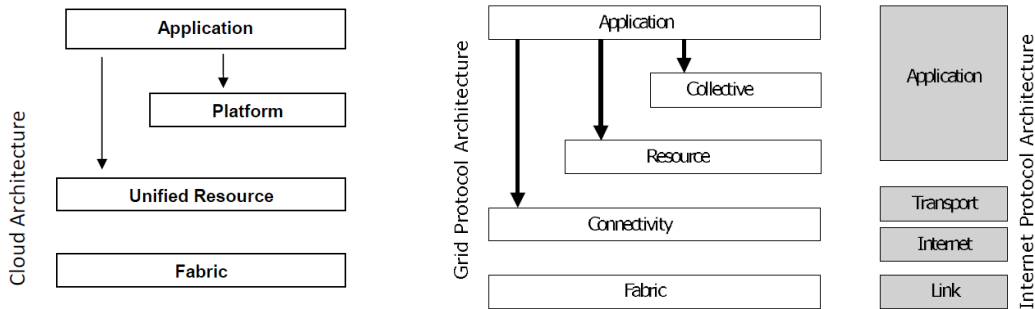 Cloud Architecture
Application
Platform
Unified Resource
Fabric
Grid Protocol Architecture
Application
Collective
Resource
Connectivity
Fabric
Application
Transport
Internet
Link
Internet Protocol Architecture